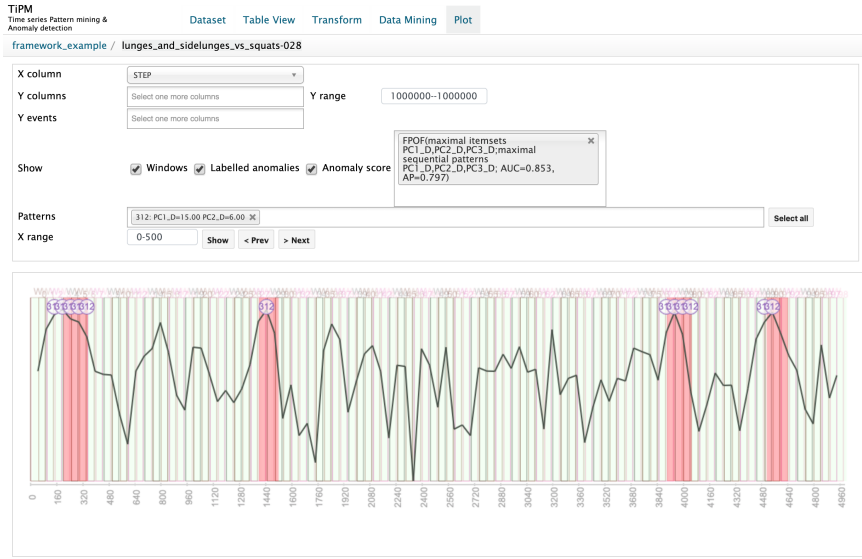 TiPM
Time series Pattern mining &
Anomaly detection
Dataset Table View Transform Data Mining Plot
framework_example / lunges_and_sidelunges_vs_squats-028
X column STEP
Y columns Select one more columns Y range 1000000--1000000
Y events Select one more columns
FPOF(maximal itemsets
PC1_D,PC2_D,PC3_D;maximal
sequential patterns
PC1_D,PC2_D,PC3_D; AUC=0.853,
AP=0.797)
Show Windows Labelled anomalies Anomaly score
Patterns 312: PC1_D=15.00 PC2_D=6.00 Select all
X range 0-500 Show < Prev > Next
312 312 312 312
0 160 320 480 640 800 960 1120 1280 1440 1600 1760 1920 2080 2240 2400 2560 2720 2880 3040 3200 3360 3520 3680 3840 4000 4160 4320 4480 4640 4800 4960